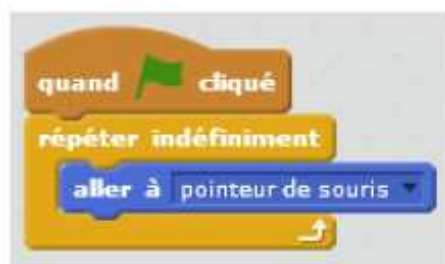 quand cliqué
répéter indéfiniment
aller à pointeur de souris